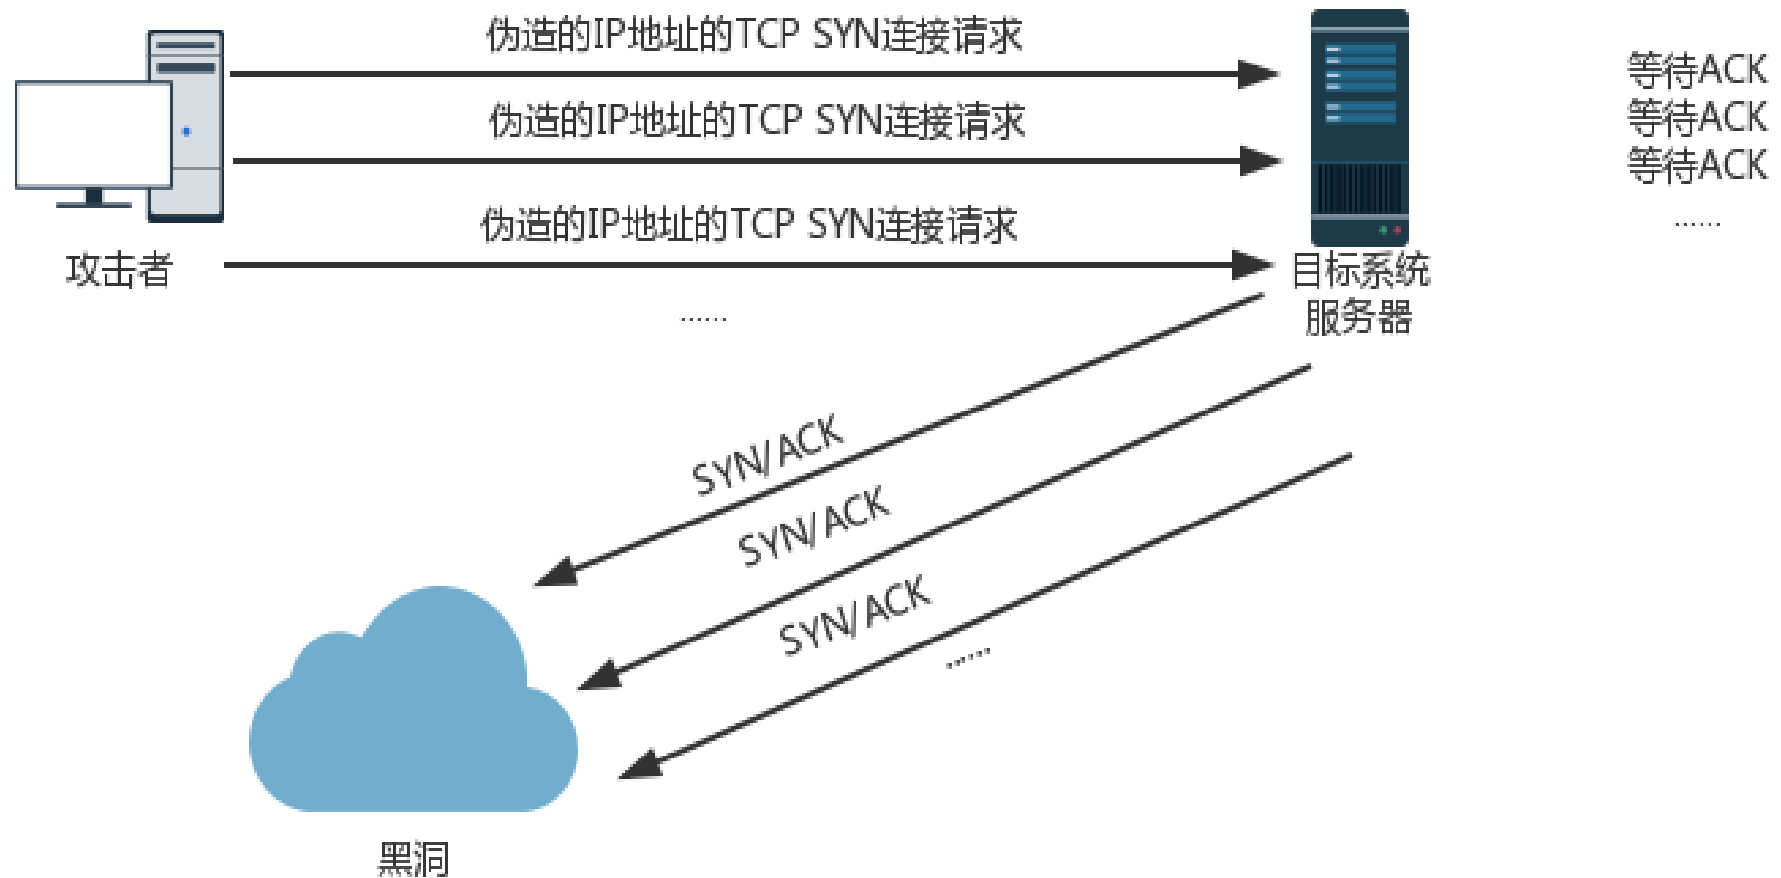 伪造的IP地址的TCP SYN连接请求
伪造的IP地址的TCP SYN连接请求
伪造的IP地址的TCP SYN连接请求
……
攻击者
等待ACK
等待ACK
等待ACK
……
目标系统
服务器
SYN/ACK
SYN/ACK
SYN/ACK
……
黑洞